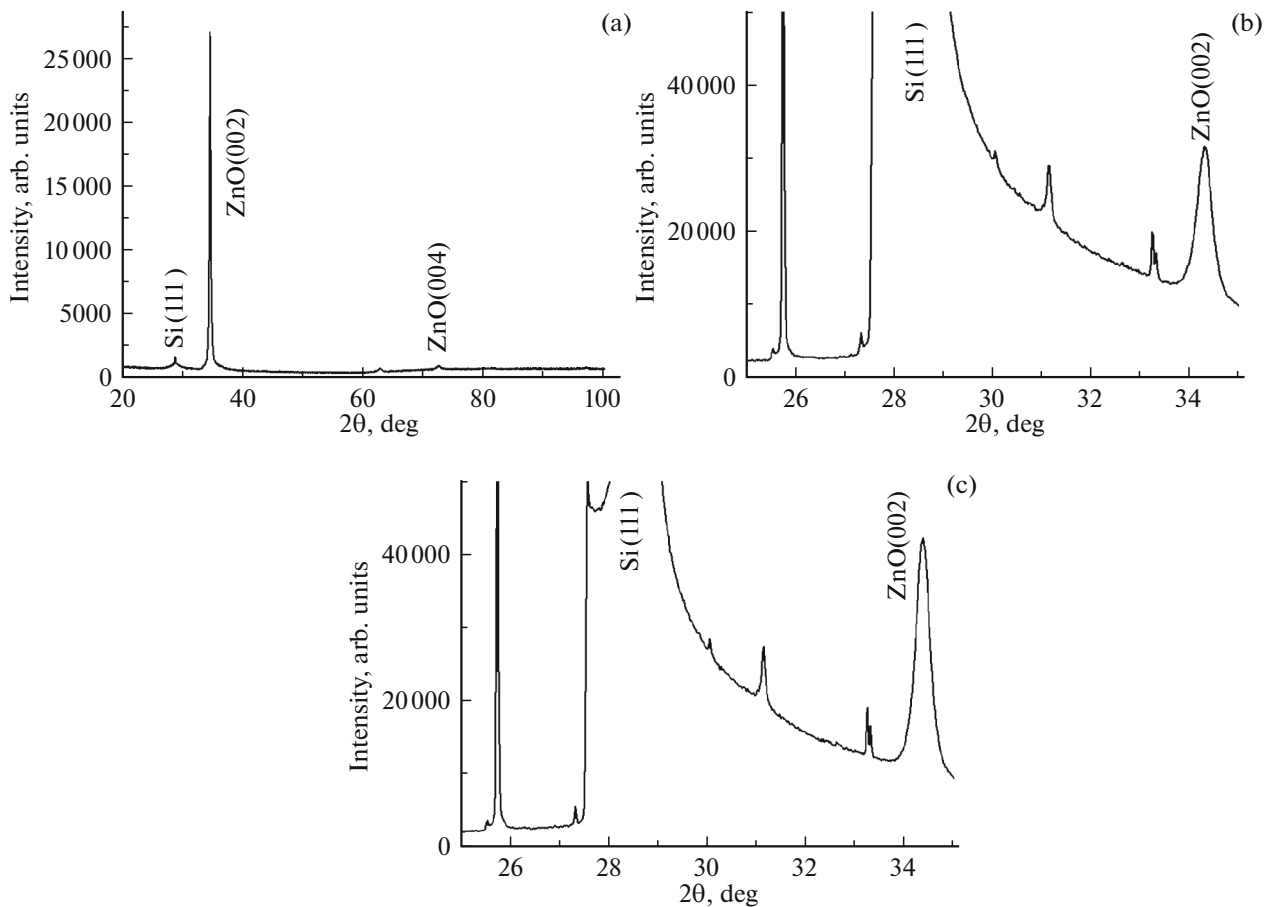 (a)
Intensity, arb. units
25 000
20 000
15 000
10 000
5000
0
Si (111)
ZnO(002)
ZnO(004)
20 40 60 80 100
2θ, deg
(b)
Intensity, arb. units
40 000
20 000
0
Si (111)
ZnO(002)
26 28 30 32 34
2θ, deg
(c)
Intensity, arb. units
40 000
20 000
0
Si (111)
ZnO(002)
26 28 30 32 34
2θ, deg